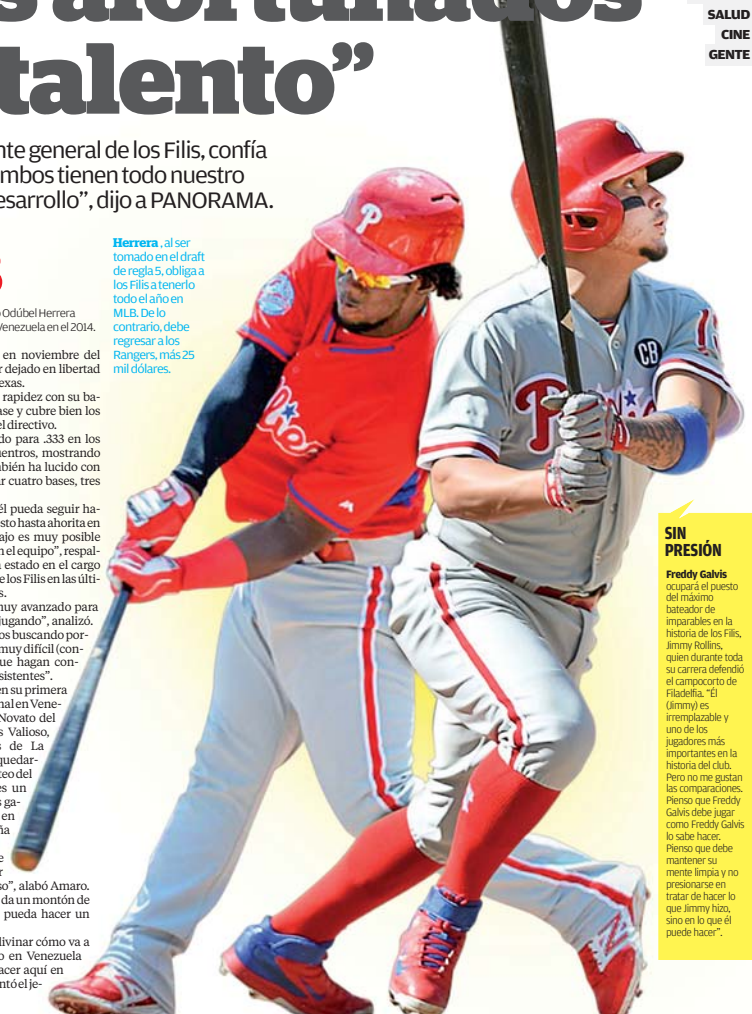 s afortunados
talento”
SALUD
CINE
GENTE
nte general de los Filis, confía
mbos tienen todo nuestro
esarrollo”, dijo a PANORAMA.
Herrera , al ser
tomado en el draft
de regla 5, obliga a
los Filis a tenerlo
todo el año en
MLB. De lo
contrario, debe
regresar a los
Rangers, más 25
mil dólares.
Odúbel Herrera
Venezuela en el 2014.
en noviembre del
r dejado en libertad
exas.
rapidez con su ba-
ase y cubre bien los
el directivo.
do para .333 en los
uentros, mostrando
mbién ha lucido con
ar cuatro bases, tres
él pueda seguir ha-
sto hasta ahorita en
ajo es muy posible
n el equipo”, respal-
a estado en el cargo
e los Filis en las últi-
s.
muy avanzado para
jugando”, analizó.
os buscando por-
muy difícil (con-
ue hagan con-
sistentes”.
en su primera
nal en Vene-
Novato del
s Valioso,
s de La
quedar-
teo del
es un
s ga-
en
ña
e
r
so”, alabó Amaro.
da un montón de
pueda hacer un
divinar cómo va a
o en Venezuela
acer aquí en
ntó el je-
P
Phillies
P
CB
Phillies
SIN
PRESIÓN
Freddy Galvis
ocupará el puesto
del máximo
bateador de
imparables en la
historia de los Filis,
Jimmy Rollins,
quien durante toda
su carrera defendió
el campocorto de
Filadelfia. “Él
(Jimmy) es
irremplazable y
uno de los
jugadores más
importantes en la
historia del club.
Pero no me gustan
las comparaciones.
Pienso que Freddy
Galvis debe jugar
como Freddy Galvis
lo sabe hacer.
Pienso que debe
mantener su
mente limpia y no
presionarse en
tratar de hacer lo
que Jimmy hizo,
sino en lo que él
puede hacer”.